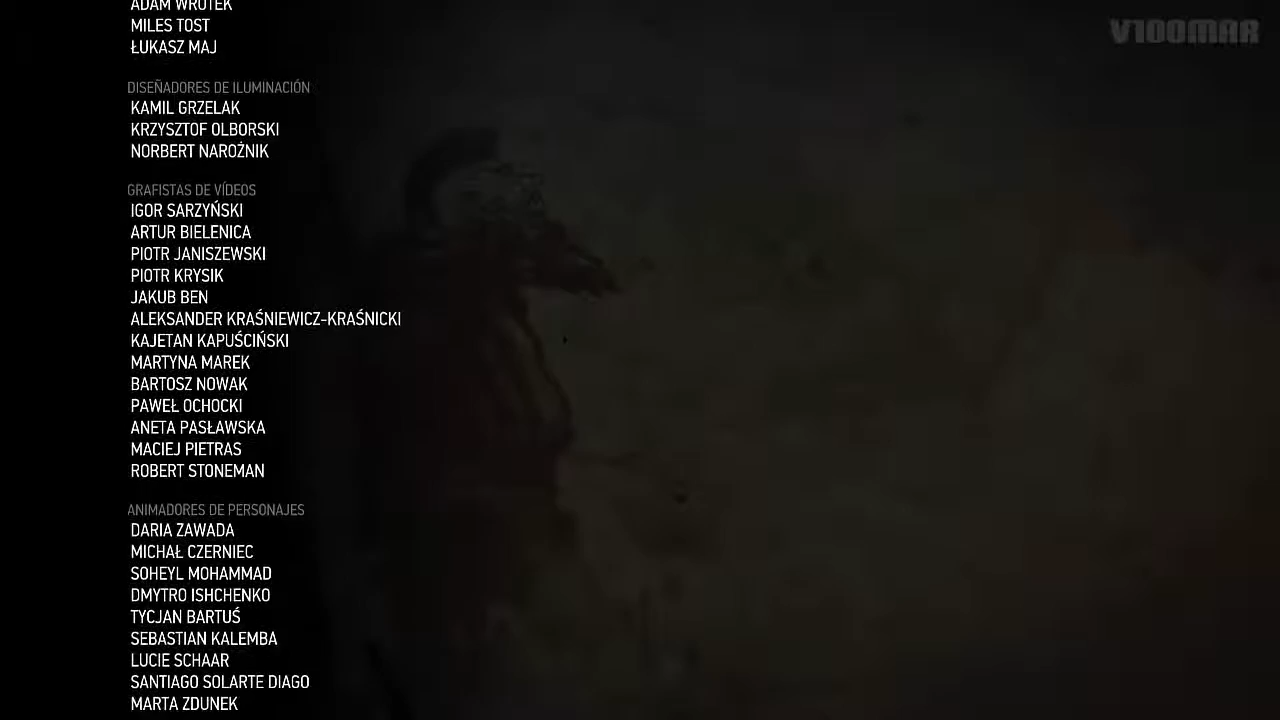 ADAM WROTEK
MILES TOST
ŁUKASZ MAJ
DISEÑADORES DE ILUMINACIÓN
KAMIL GRZELAK
KRZYSZTOF OLBORSKI
NORBERT NAROŻNIK
GRAFISTAS DE VÍDEOS
IGOR SARZYŃSKI
ARTUR BIELENICA
PIOTR JANISZEWSKI
PIOTR KRYSIK
JAKUB BEN
ALEKSANDER KRAŚNIEWICZ-KRAŚNICKI
KAJETAN KAPUŚCIŃSKI
MARTYNA MAREK
BARTOSZ NOWAK
PAWEŁ OCHOCKI
ANETA PASŁAWSKA
MACIEJ PIETRAS
ROBERT STONEMAN
ANIMADORES DE PERSONAJES
DARIA ZAWADA
MICHAŁ CZERNIEC
SOHEYL MOHAMMAD
DMYTRO ISHCHENKO
TYCJAN BARTUŚ
SEBASTIAN KALEMBA
LUCIE SCHAAR
SANTIAGO SOLARTE DIAGO
MARTA ZDUNEK
V100MAR